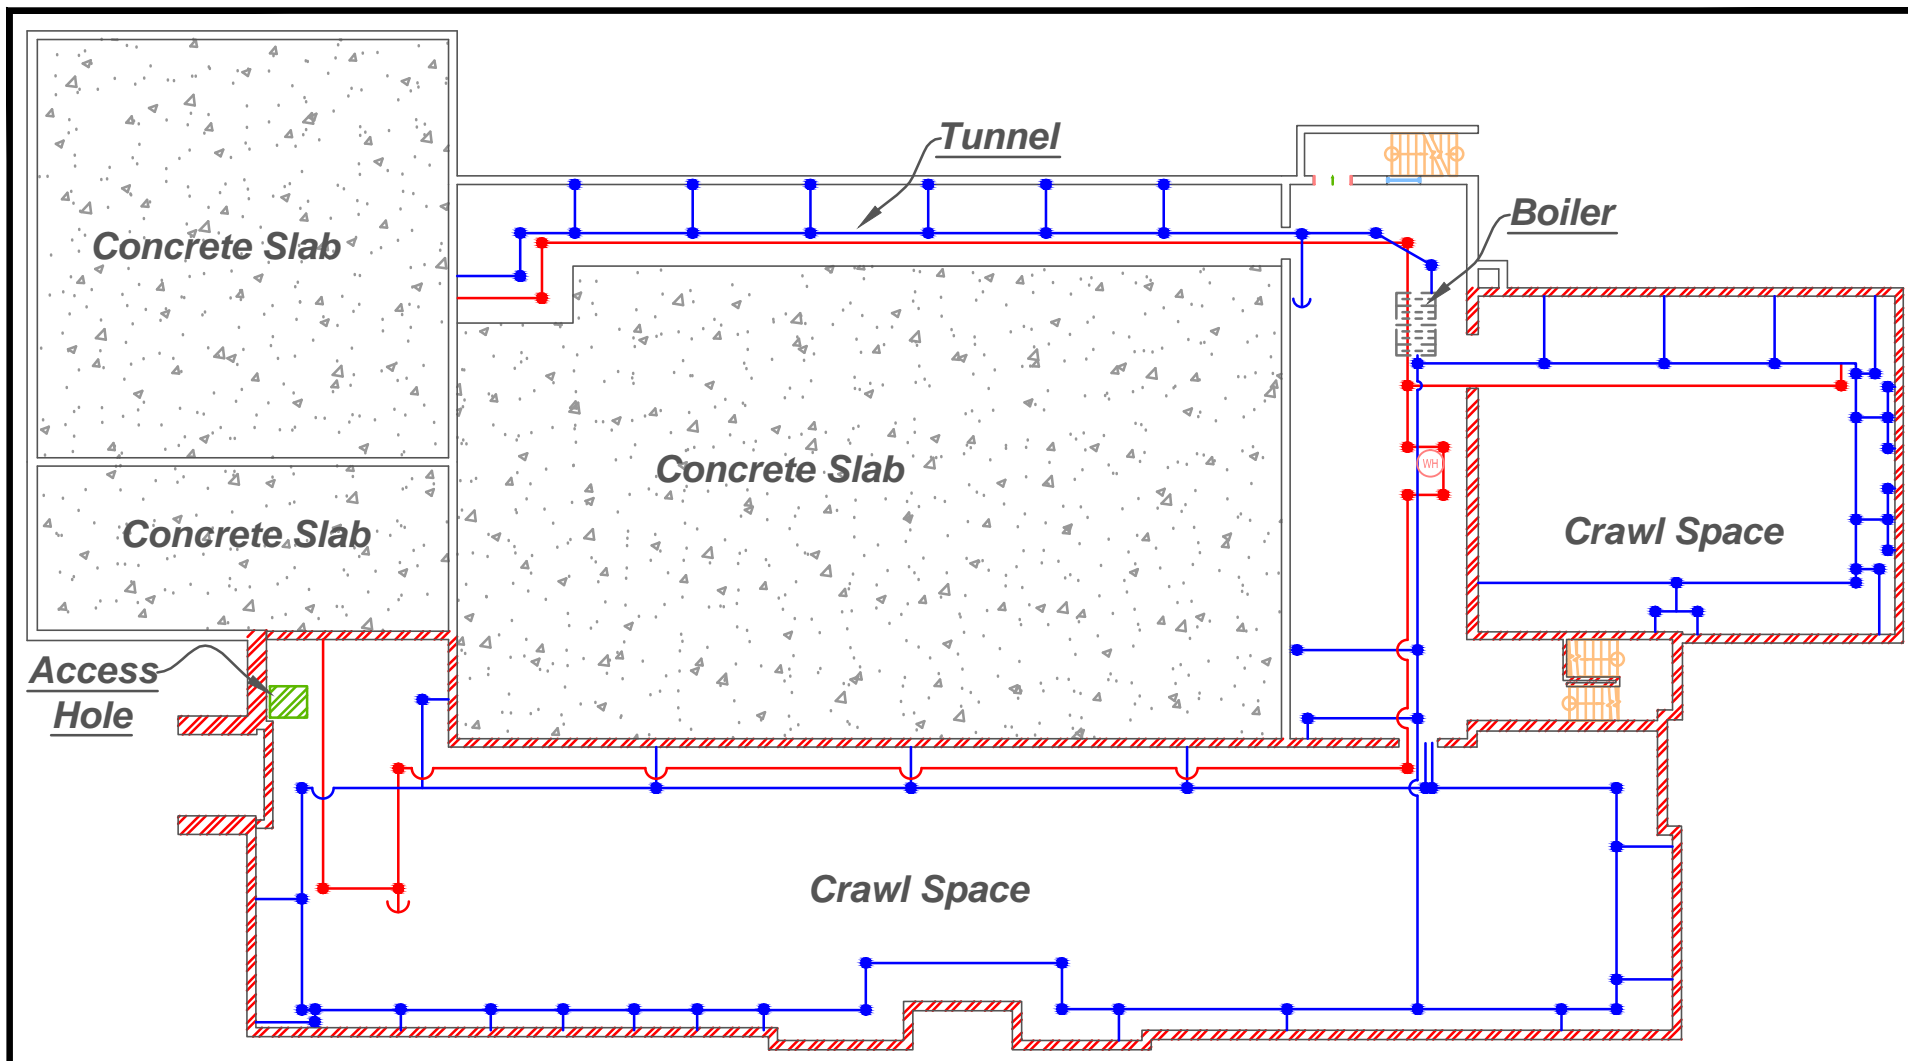 Tunnel
Boiler
Concrete Slab
Concrete Slab
WH
Concrete Slab
Crawl Space
Access
Hole
Crawl Space